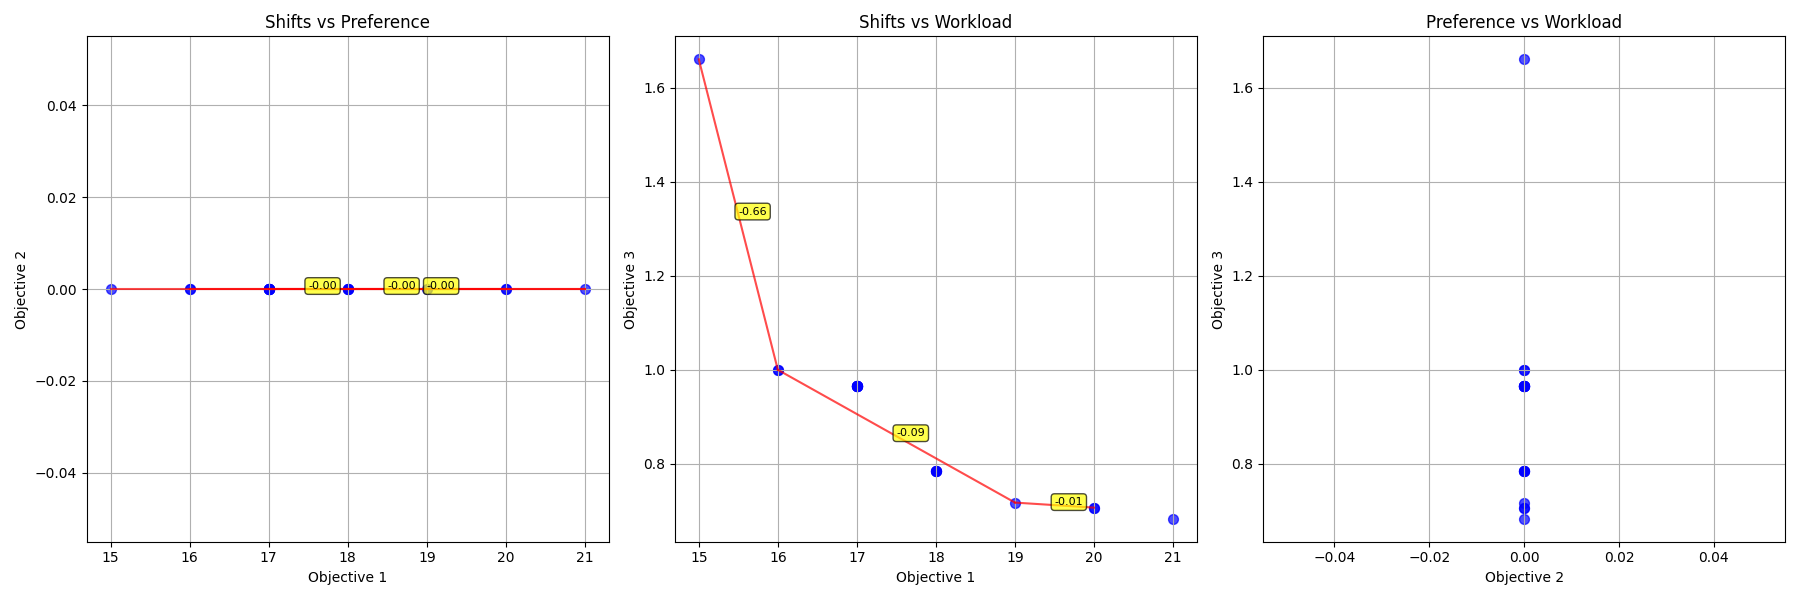 Shifts vs Preference
Objective 2
0.04
0.02
0.00
−0.02
−0.04
-0.00
-0.00
-0.00
15 16 17 18 19 20 21
Objective 1
Shifts vs Workload
Objective 3
1.6
1.4
1.2
1.0
0.8
-0.66
-0.09
-0.01
15 16 17 18 19 20 21
Objective 1
Preference vs Workload
Objective 3
1.6
1.4
1.2
1.0
0.8
−0.04 −0.02 0.00 0.02 0.04
Objective 2